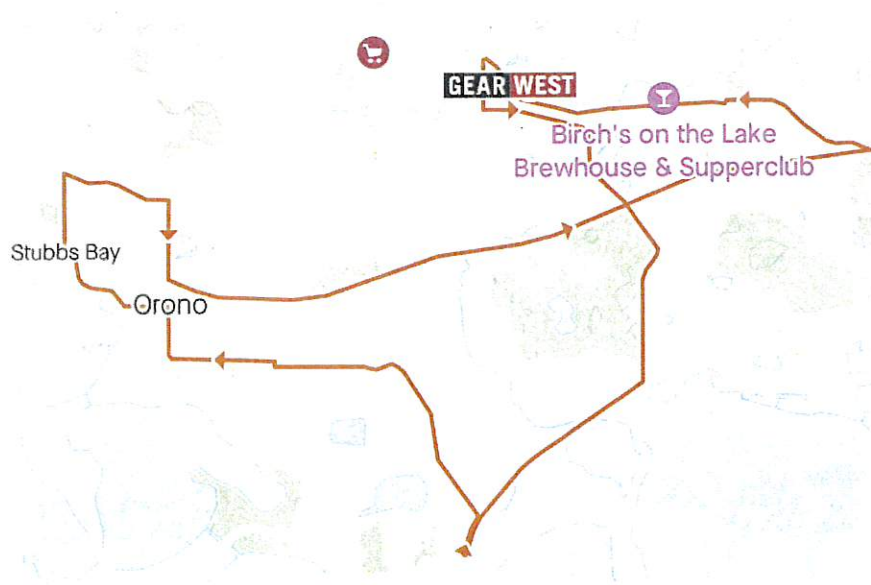 GEAR WEST
Birch's on the Lake
Brewhouse & Supperclub
Stubbs Bay
Orono